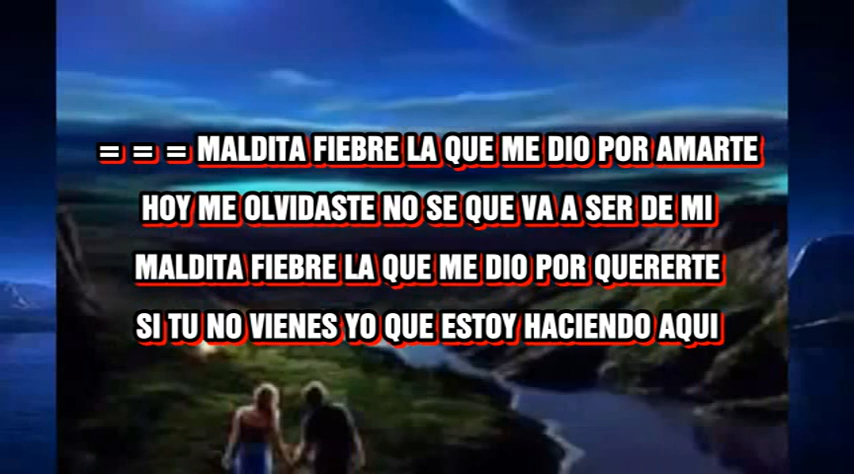 = = = MALDITA FIEBRE LA QUE ME DIO POR AMARTE
HOY ME OLVIDASTE NO SE QUE VA A SER DE MI
MALDITA FIEBRE LA QUE ME DIO POR QUERERTE
SI TU NO VIENES YO QUE ESTOY HACIENDO AQUI